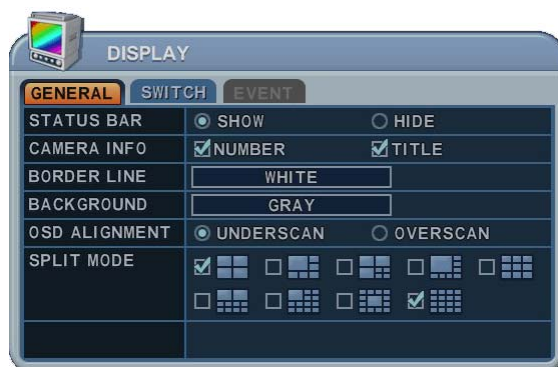 DISPLAY
GENERAL SWITCH EVENT
STATUS BAR SHOW HIDE
CAMERA INFO NUMBER TITLE
BORDER LINE WHITE
BACKGROUND GRAY
OSD ALIGNMENT UNDERSCAN OVERSCAN
SPLIT MODE